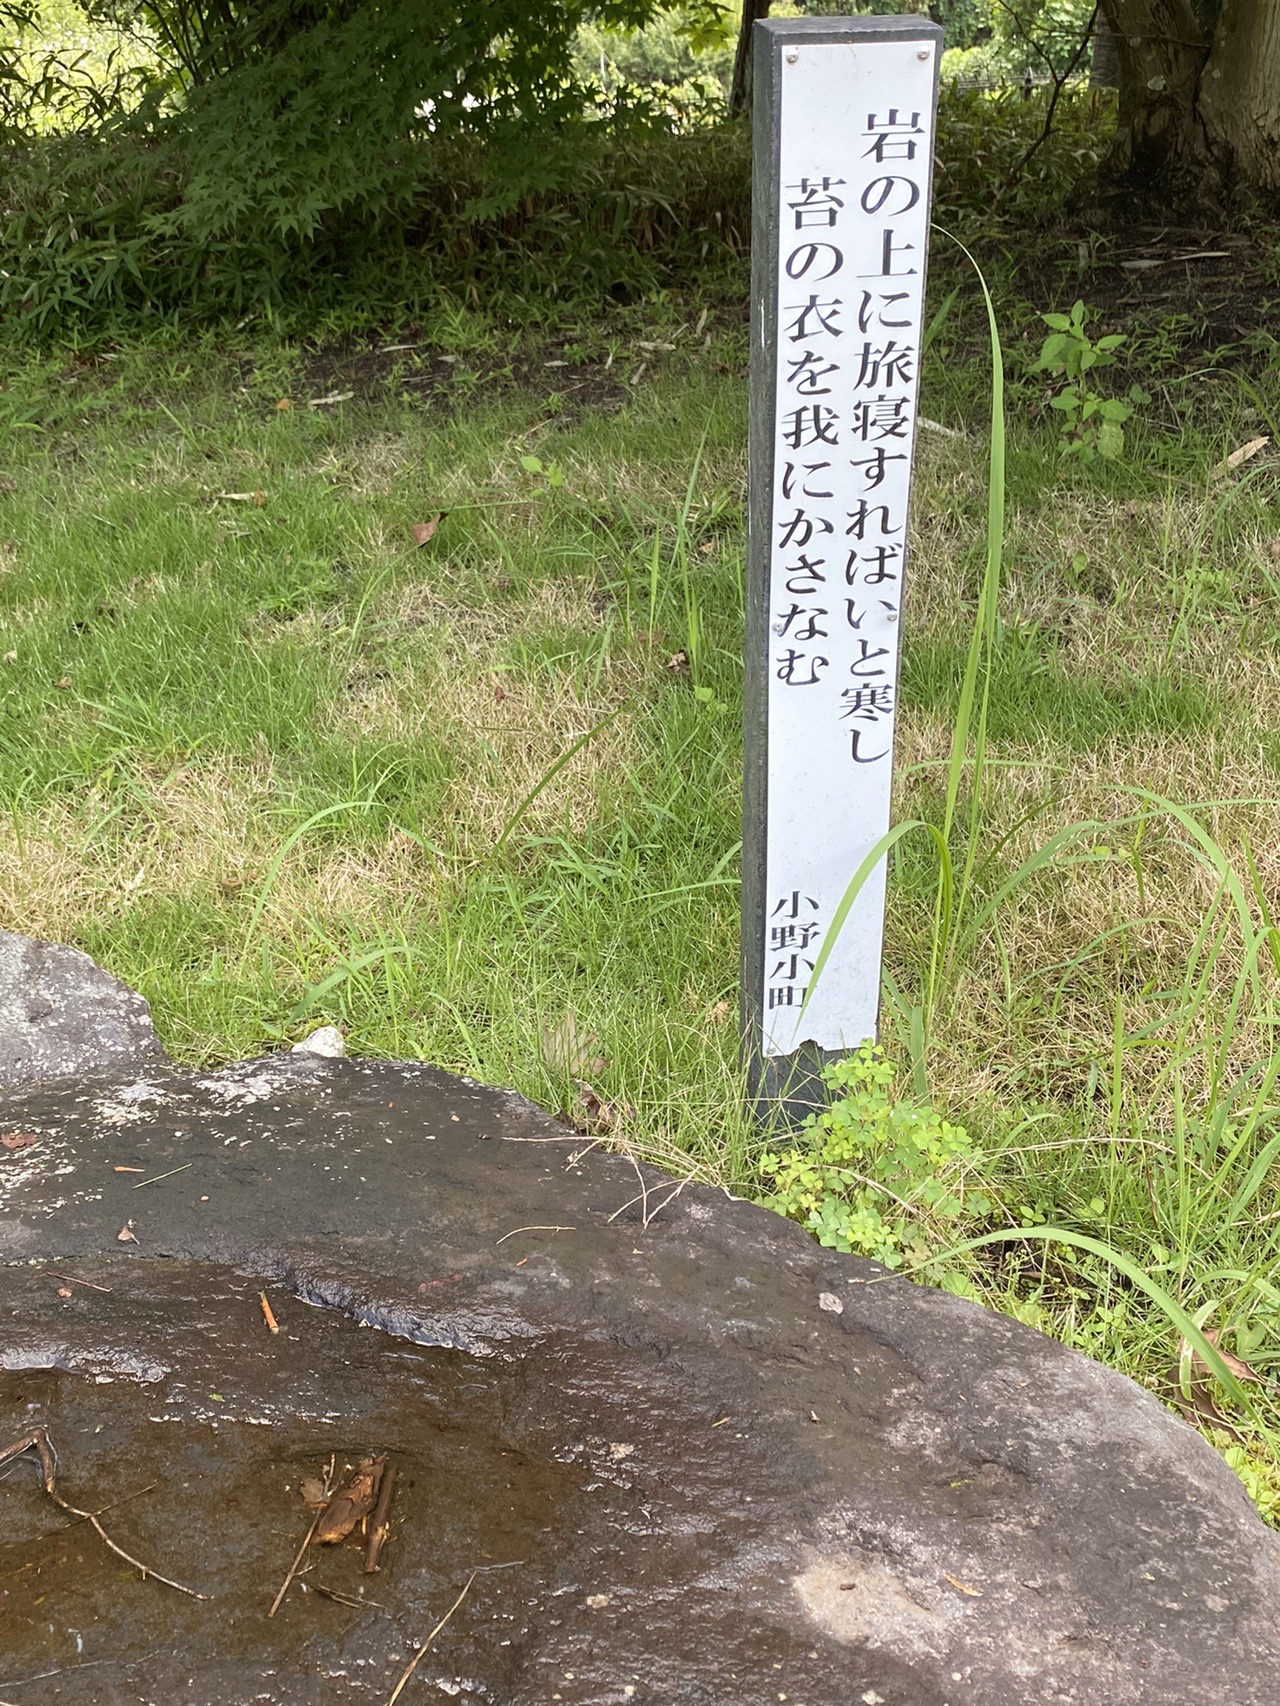 岩の上に旅寝すればいと寒し
苔の衣を我にかさなむ
小野小町